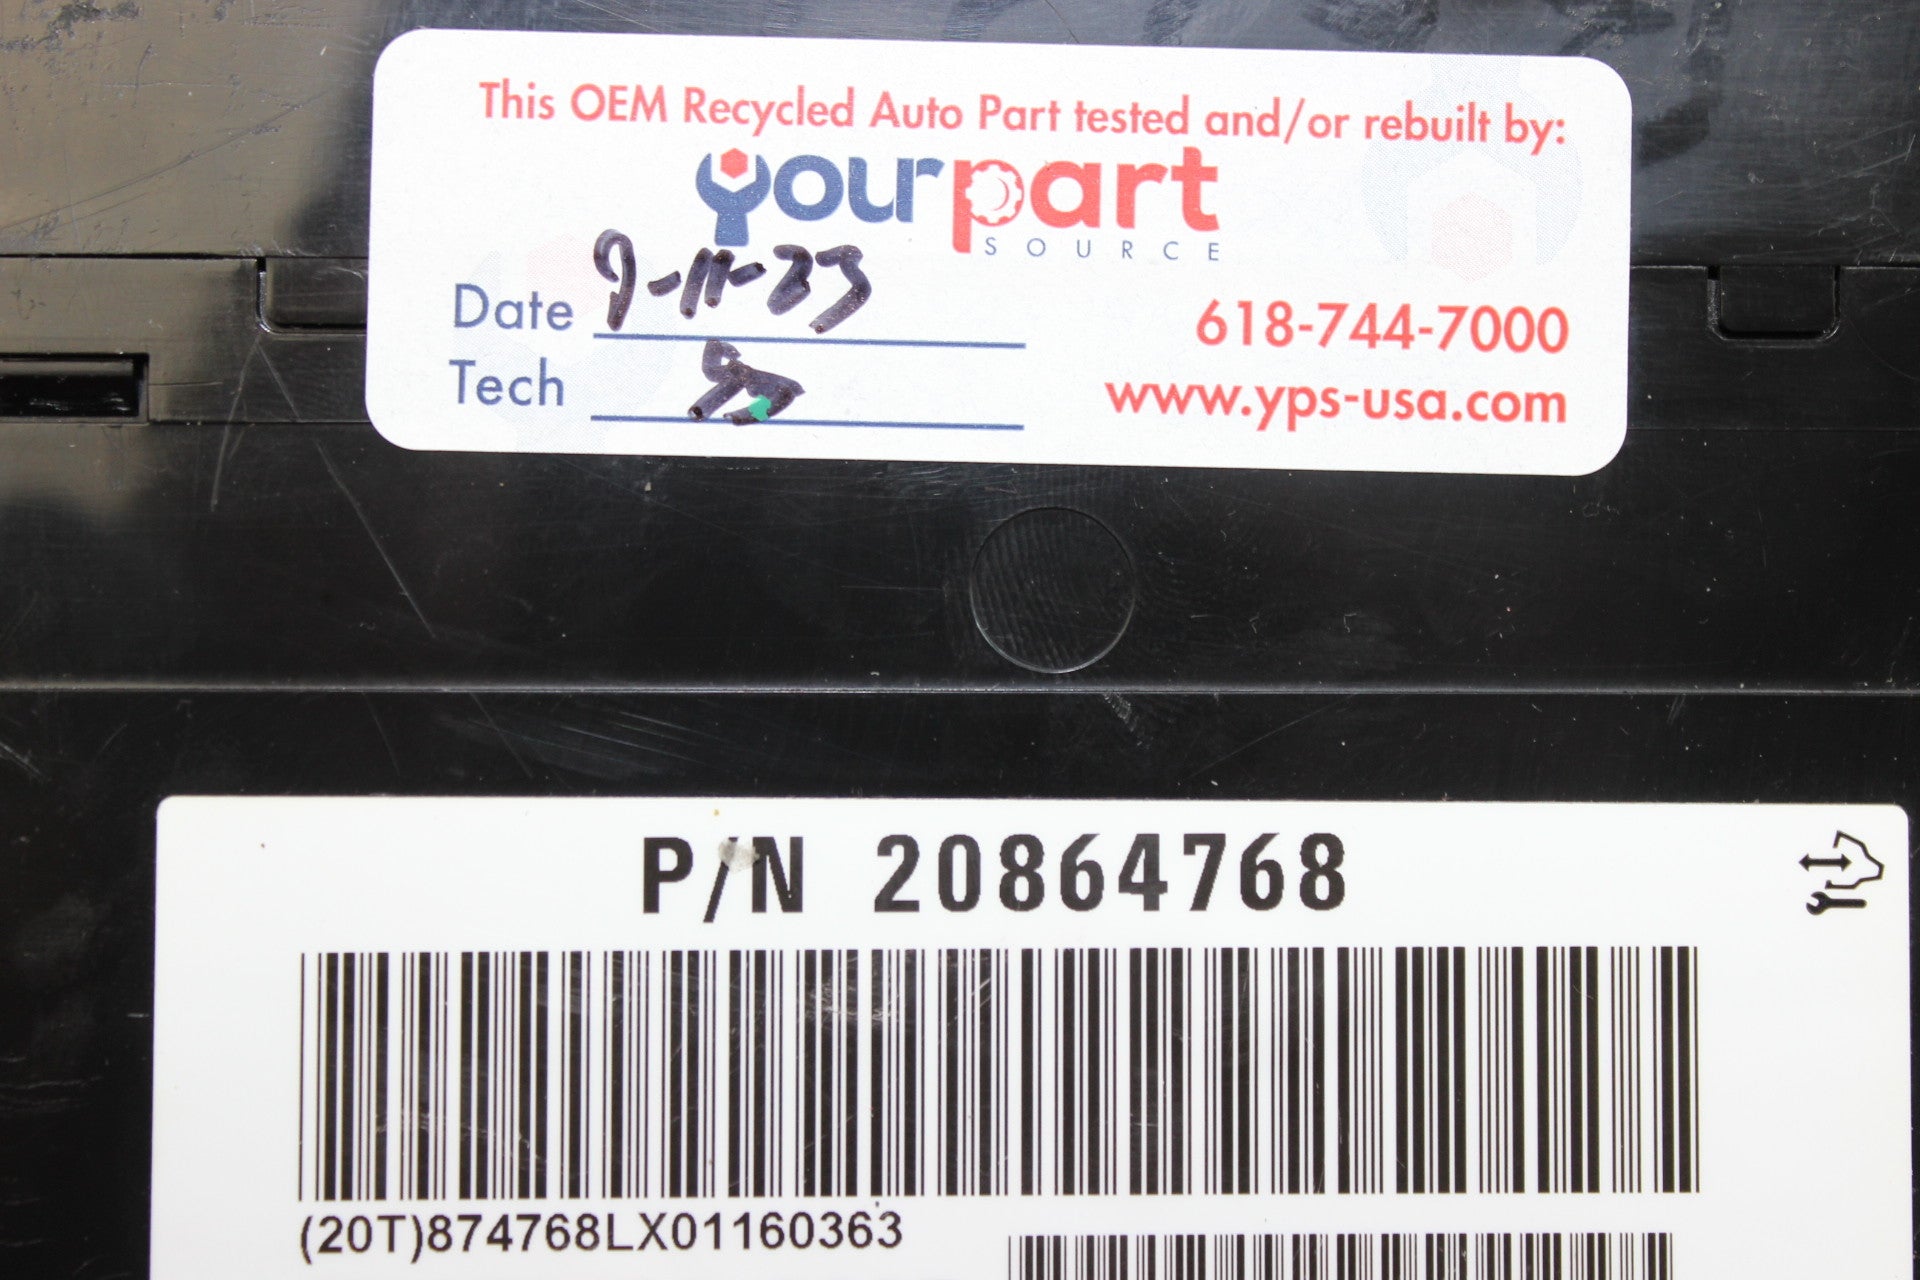 This OEM Recycled Auto Part tested and/or rebuilt by:
yourpart
SOURCE
Date 9-11-23
618-744-7000
Tech
www.yps-usa.com
P/N 20864768
(20T)874768LX01160363